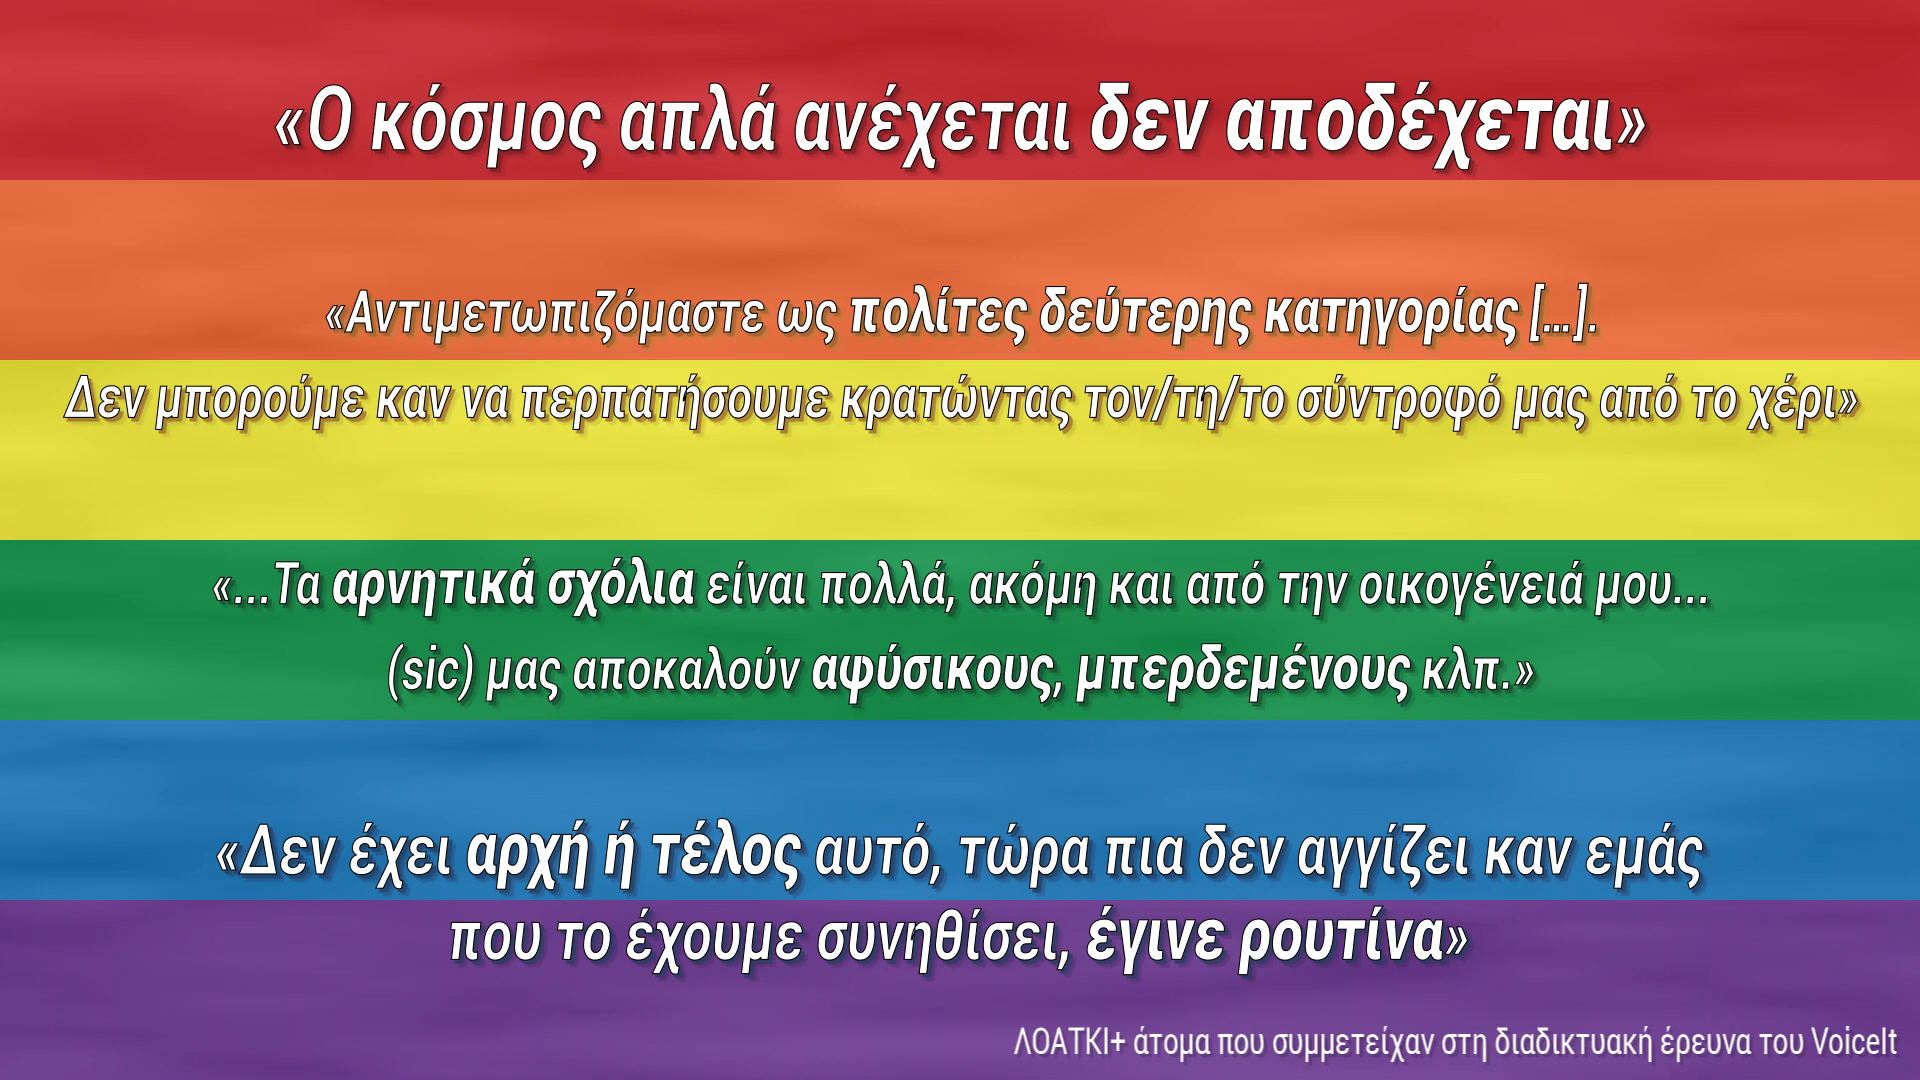 «Ο κόσμος απλά ανέχεται δεν αποδέχεται»
«Αντιμετωπιζόμαστε ως πολίτες δεύτερης κατηγορίας [...].
Δεν μπορούμε καν να περπατήσουμε κρατώντας τον/τη/το σύντροφό μας από το χέρι»
«...Τα αρνητικά σχόλια είναι πολλά, ακόμη και από την οικογένειά μου...
(sic) μας αποκαλούν αφύσικους, μπερδεμένους κλπ.»
«Δεν έχει αρχή ή τέλος αυτό, τώρα πια δεν αγγίζει καν εμάς
που το έχουμε συνηθίσει, έγινε ρουτίνα»
ΛΟΑΤΚΙ+ άτομα που συμμετείχαν στη διαδικτυακή έρευνα του VoiceIt